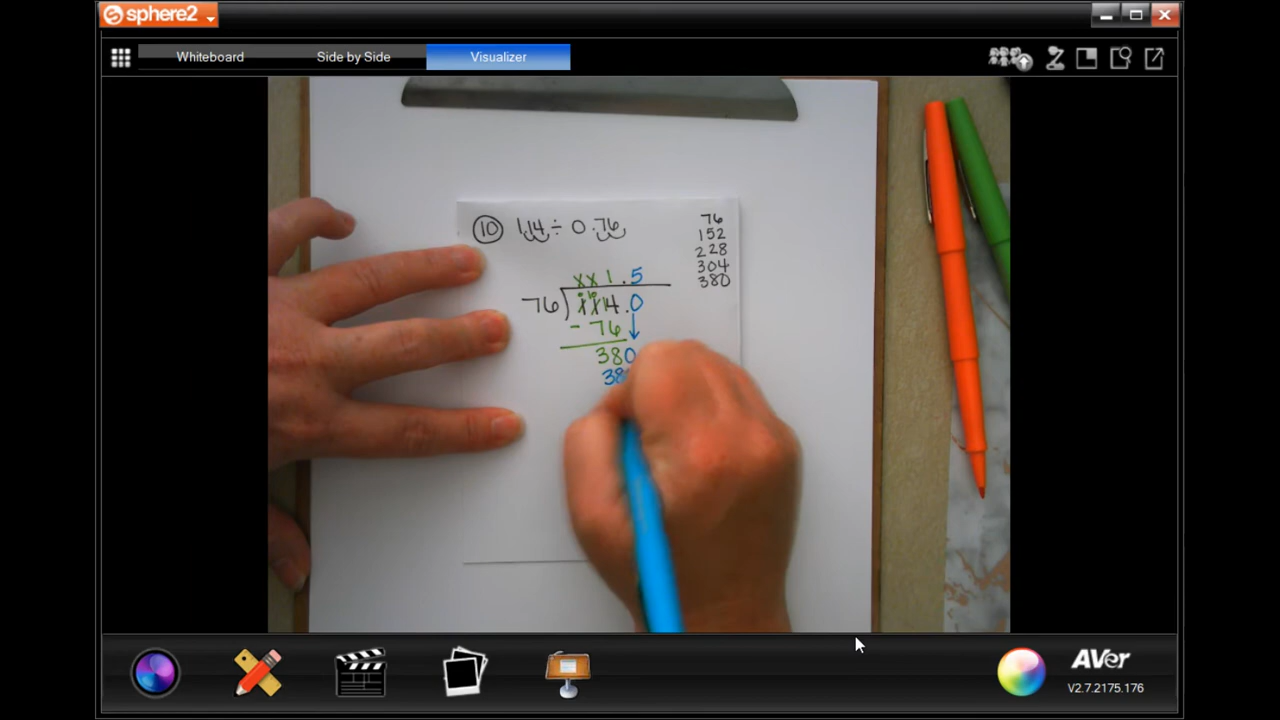 sphere2
Whiteboard
Side by Side
Visualizer
10 1.14 ÷ 0.76
76
152
228
304
380
xx1.5
76 114.0
- 76
380
38
AVer
V2.7.2175.176